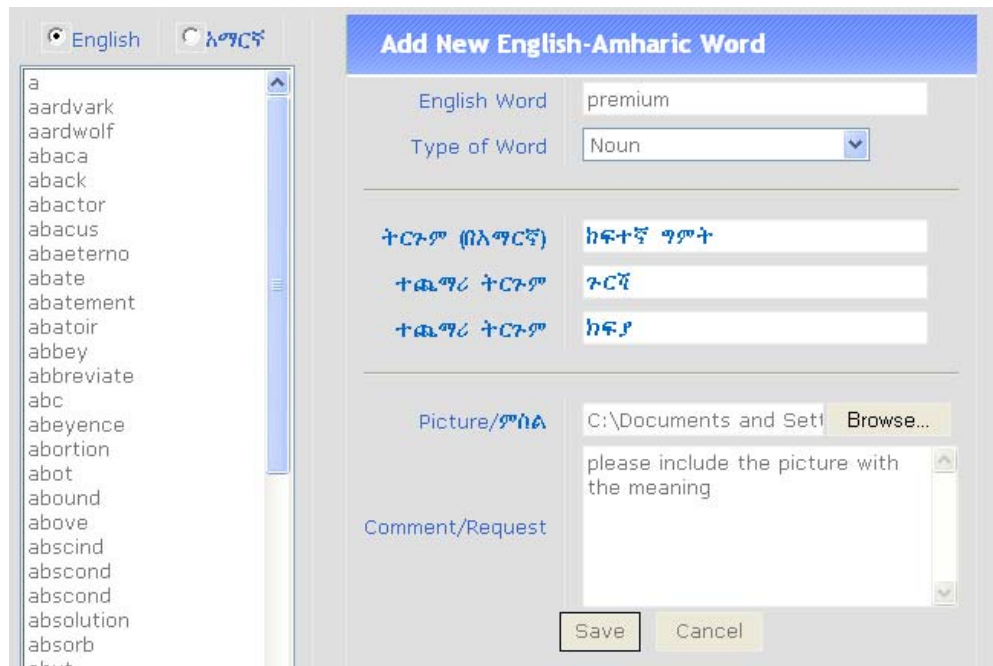 English
አማርኛ
a
aardvark
aardwolf
abaca
aback
abactor
abacus
abaeterno
abate
abatement
abatoir
abbey
abbreviate
abc
abeyence
abortion
abot
abound
above
abscind
abscond
abscond
absolution
absorb
Add New English-Amharic Word
English Word
premium
Type of Word
Noun
ትርጉም (በአማርኛ)
ከፍተኛ ግምት
ተጨማሪ ትርጉም
ጉርሻ
ተጨማሪ ትርጉም
ክፍያ
Picture/ምስል
C:\Documents and Sett
Browse...
Comment/Request
please include the picture with
the meaning
Save
Cancel